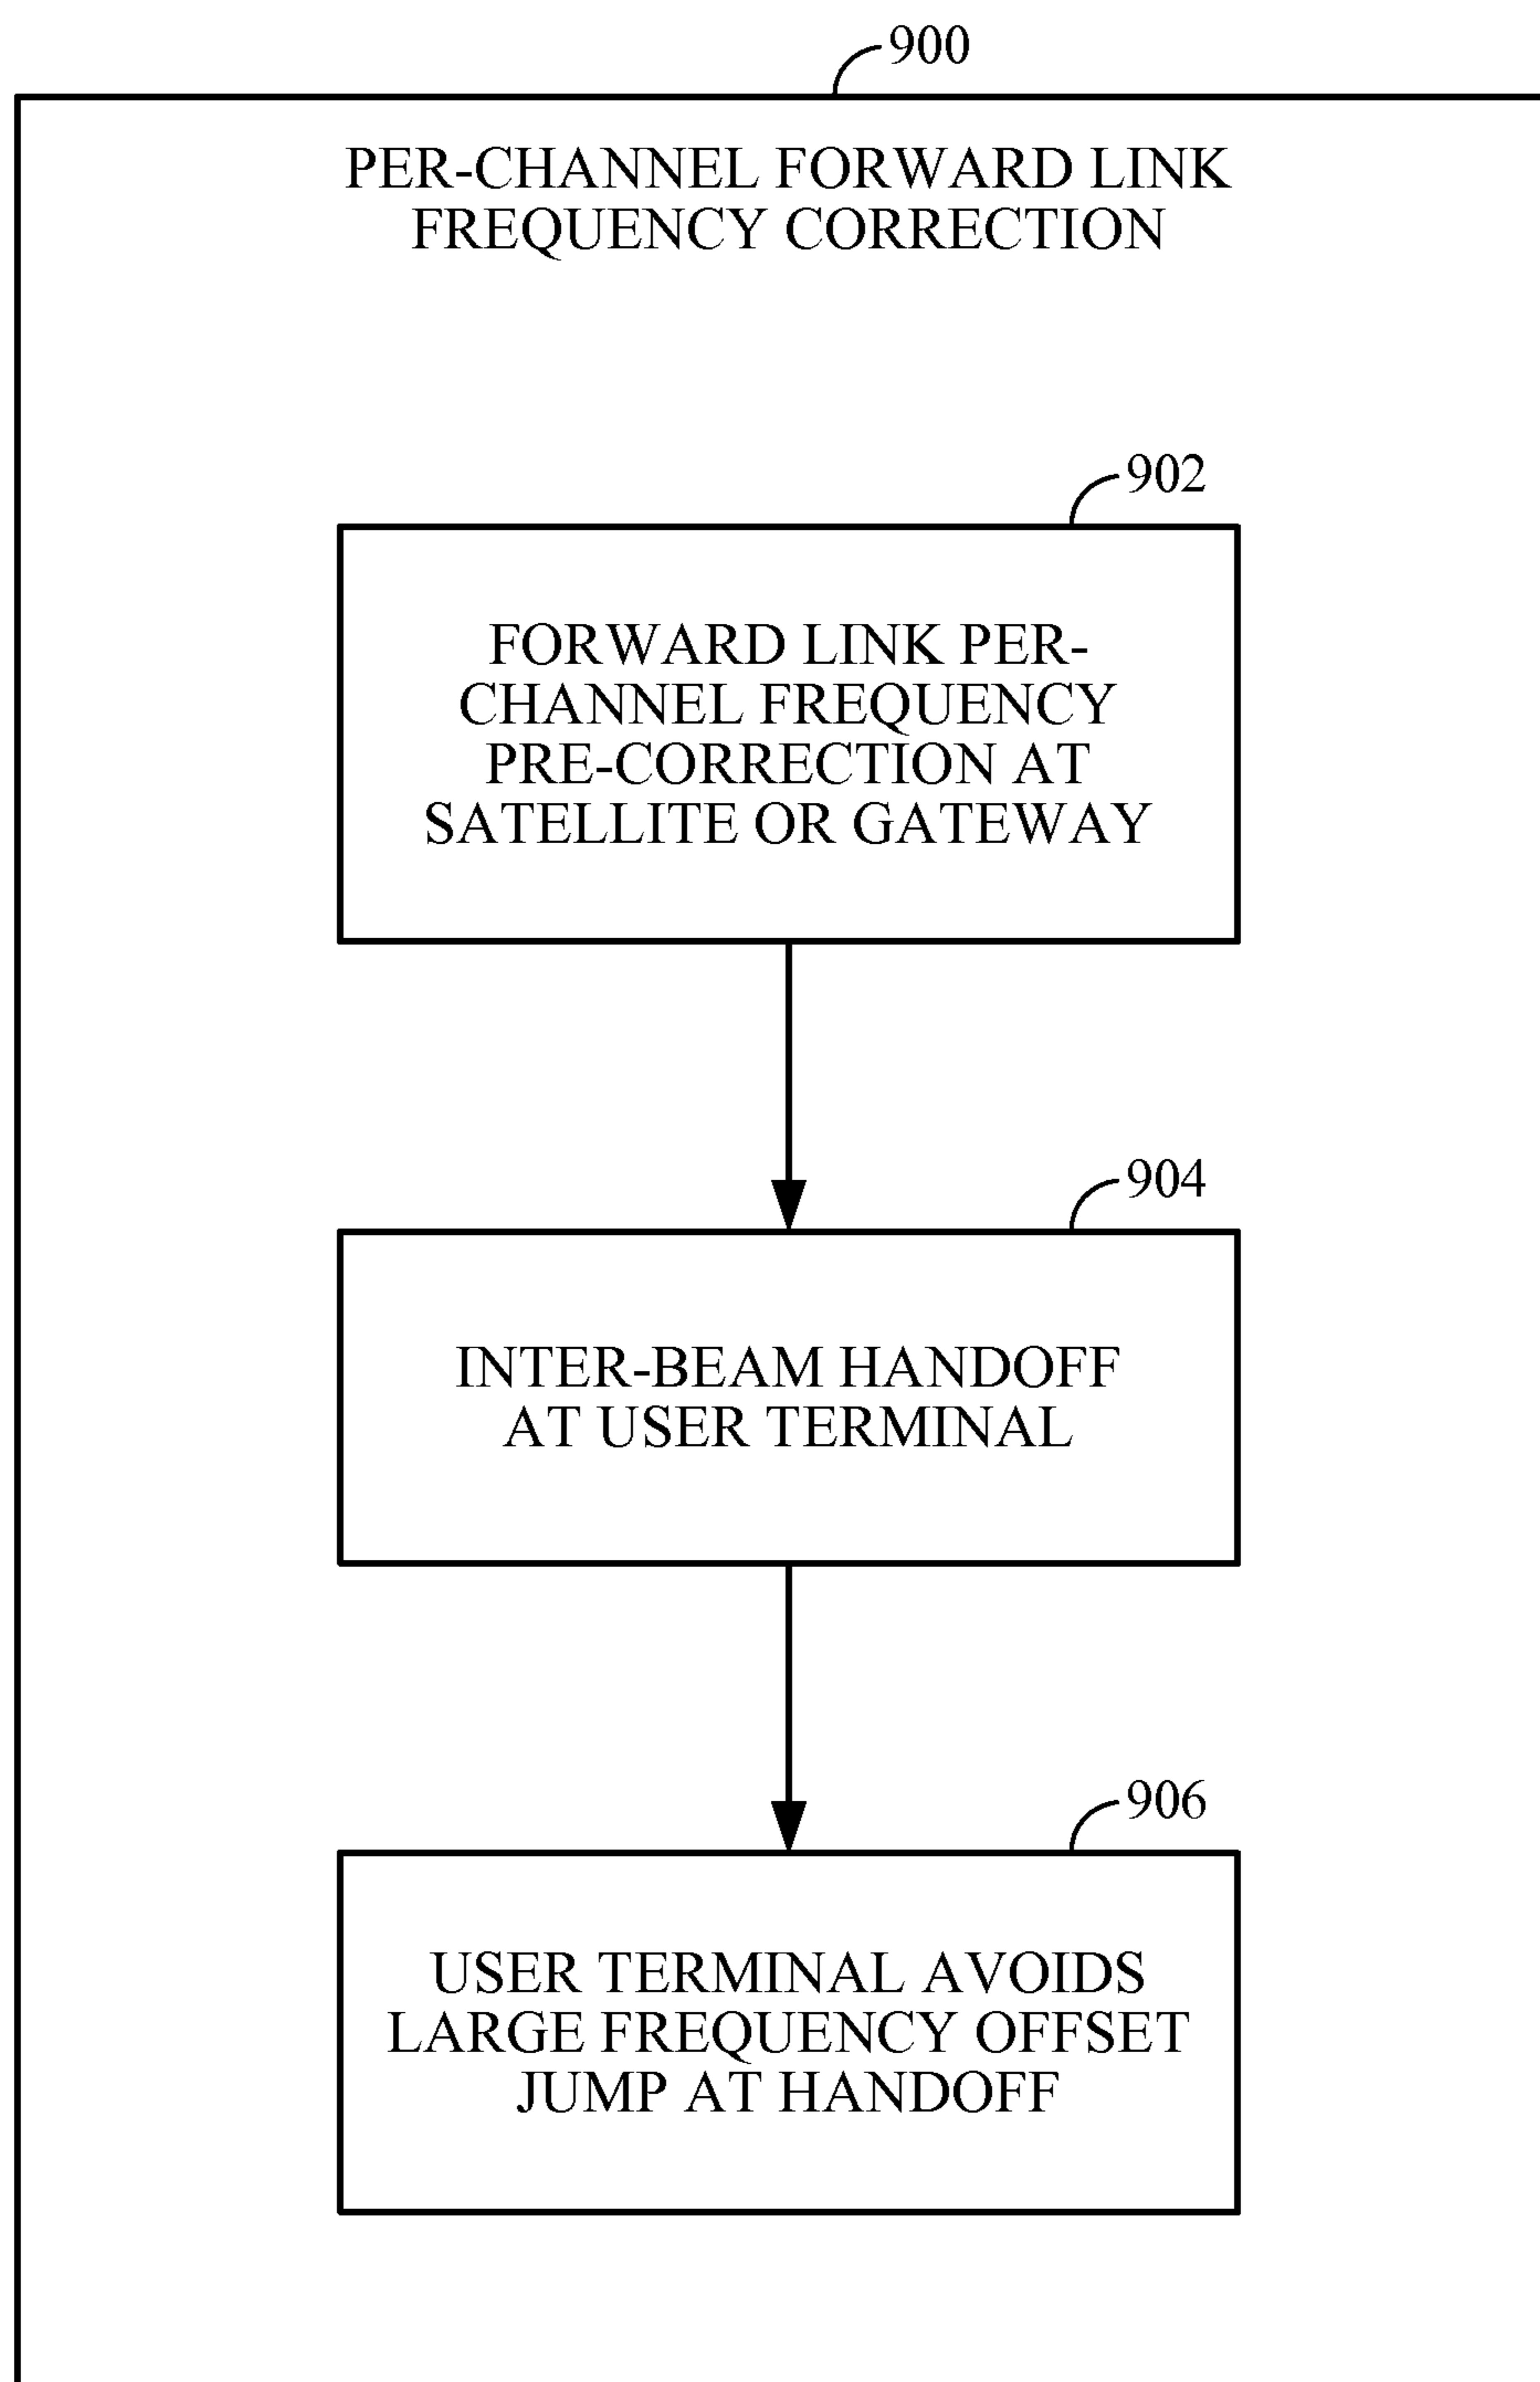 900
PER-CHANNEL FORWARD LINK
FREQUENCY CORRECTION
902
FORWARD LINK PER-
CHANNEL FREQUENCY
PRE-CORRECTION AT
SATELLITE OR GATEWAY
904
INTER-BEAM HANDOFF
AT USER TERMINAL
906
USER TERMINAL AVOIDS
LARGE FREQUENCY OFFSET
JUMP AT HANDOFF